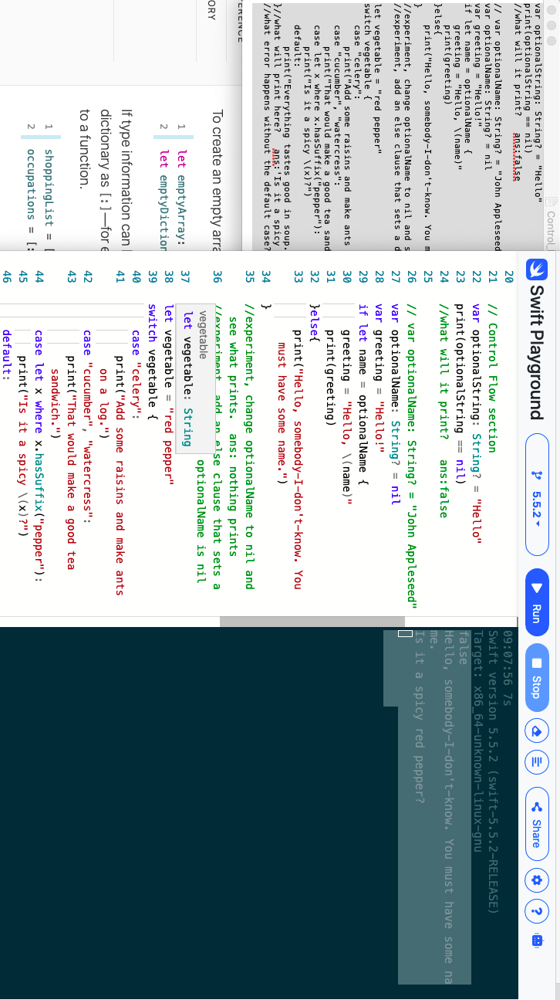 Control_
var optionalString: String? = "Hello"
print(optionalString == nil)
//what will it print?   ans:false
// var optionalName: String? = "John Appleseed
var optionalName: String? = nil
var greeting = "Hello!"
if let name = optionalName {
greeting = "Hello, \(name)"
print(greeting)
}else{
print("Hello, somebody-I-don't-know. You m
}
//experiment, change optionalName to nil and s
//experiment, add an else clause that sets a d
let vegetable = "red pepper"
switch vegetable {
case "celery":
print("Add some raisins and make ants
case "cucumber", "watercress":
print("That would make a good tea sand
case let x where x.hasSuffix("pepper"):
print("Is it a spicy \(x)?")
default:
print("Everything tastes good in soup.
}//what will print here?   ans:'Is it a spicy
//what error happens without the default case?
ERENCE
ORY
To create an empty arra
1 let emptyArray:
2 let emptyDiction
If type information can
dictionary as [:]—for e
to a function.
1 shoppingList = [
2 occupations = [:
Swift Playground
5.5.2
Run
Stop
Share
?
20
21 // Control Flow section
22 var optionalString: String? = "Hello"
23 print(optionalString == nil)
24 //what will it print?   ans:false
25
26 // var optionalName: String? = "John Appleseed"
27 var optionalName: String? = nil
28 var greeting = "Hello!"
29 if let name = optionalName {
30 greeting = "Hello, \(name)"
31 print(greeting)
32 }else{
33 print("Hello, somebody-I-don't-know. You
must have some name.")
34 }
35 //experiment, change optionalName to nil and
see what prints.  ans: nothing prints
36 //experiment, add an else clause that sets a
optionalName is nil
vegetable
let vegetable: String
37
38 let vegetable = "red pepper"
39 switch vegetable {
40 case "celery":
41 print("Add some raisins and make ants
on a log.")
42 case "cucumber", "watercress":
43 print("That would make a good tea
sandwich.")
44 case let x where x.hasSuffix("pepper"):
45 print("Is it a spicy \(x)?")
46 default:
09:07:56 7s
Swift version 5.5.2 (swift-5.5.2-RELEASE)
Target: x86_64-unknown-linux-gnu
false
Hello, somebody-I-don't-know. You must have some na
me.
Is it a spicy red pepper?